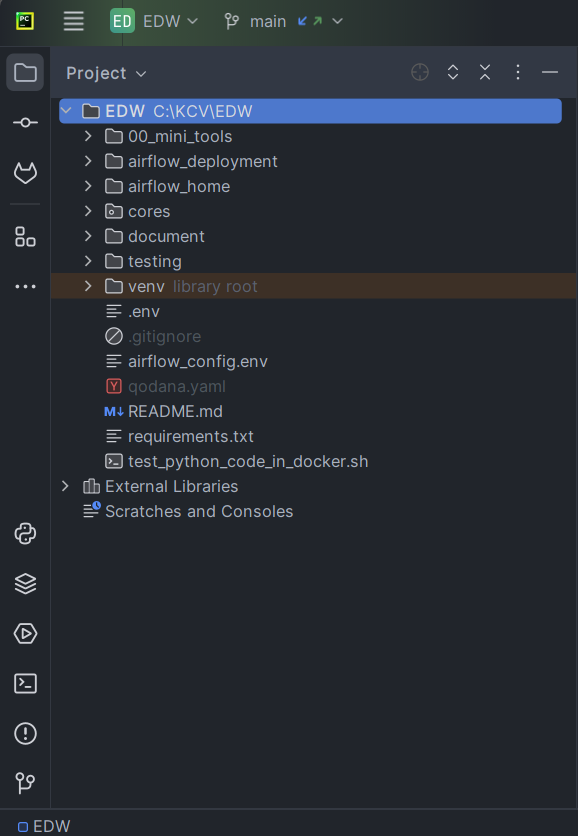 PC
ED EDW main
Project
EDW C:\KCV\EDW
00_mini_tools
airflow_deployment
airflow_home
cores
document
testing
venv library root
.env
.gitignore
airflow_config.env
Y qodana.yaml
M↓ README.md
requirements.txt
test_python_code_in_docker.sh
External Libraries
Scratches and Consoles
EDW